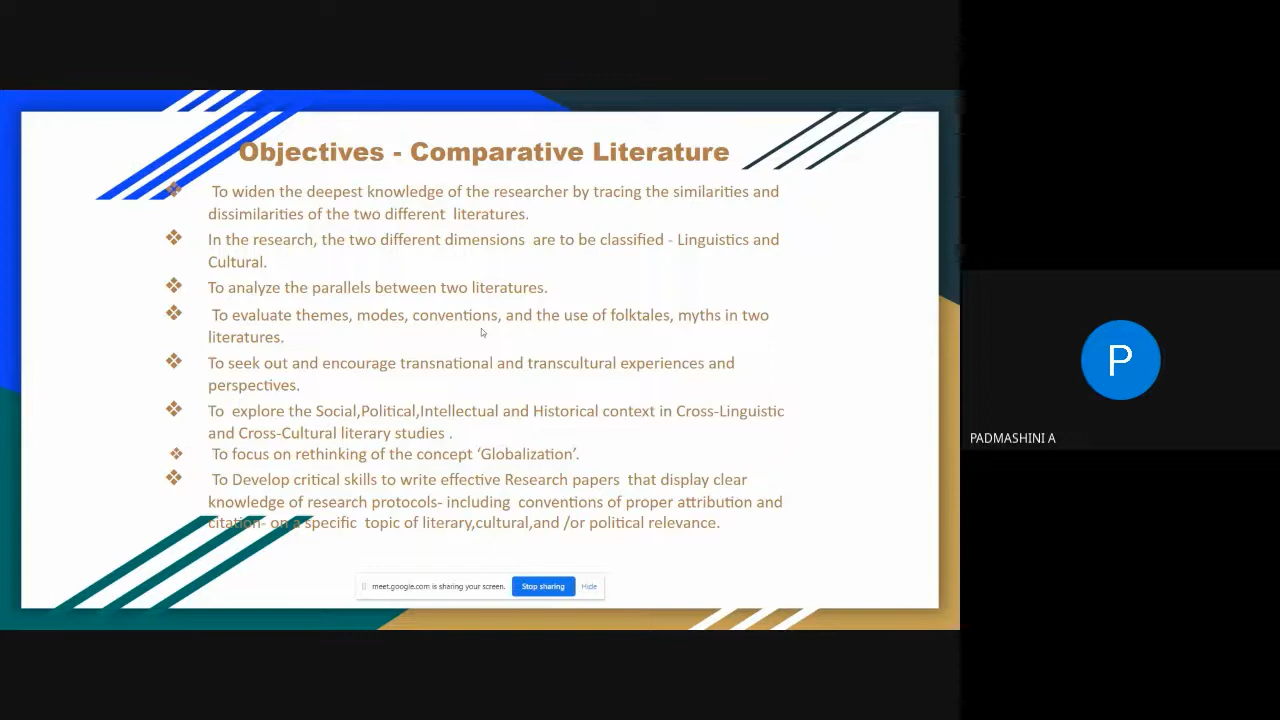 Objectives - Comparative Literature
To widen the deepest knowledge of the researcher by tracing the similarities and
dissimilarities of the two different literatures.
In the research, the two different dimensions are to be classified - Linguistics and
Cultural.
To analyze the parallels between two literatures.
To evaluate themes, modes, conventions, and the use of folktales, myths in two
literatures.
To seek out and encourage transnational and transcultural experiences and
perspectives.
To explore the Social,Political,Intellectual and Historical context in Cross-Linguistic
and Cross-Cultural literary studies .
To focus on rethinking of the concept ‘Globalization’.
To Develop critical skills to write effective Research papers that display clear
knowledge of research protocols- including conventions of proper attribution and
citation- on a specific topic of literary,cultural,and /or political relevance.
meet.google.com is sharing your screen. Stop sharing Hide
P
PADMASHINI A